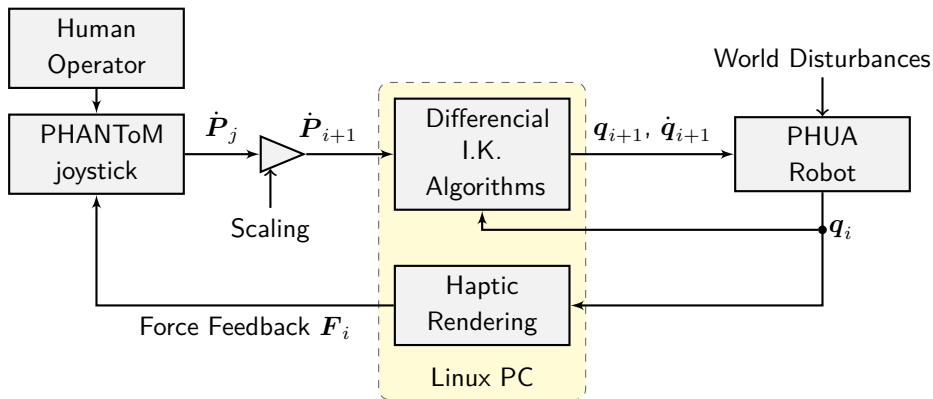 Human
Operator
World Disturbances
PHANToM
joystick
Ṗ_j
Ṗ_{i+1}
Differencial
I.K.
Algorithms
q_{i+1}, q̇_{i+1}
PHUA
Robot
Scaling
q_i
Haptic
Rendering
Force Feedback F_i
Linux PC